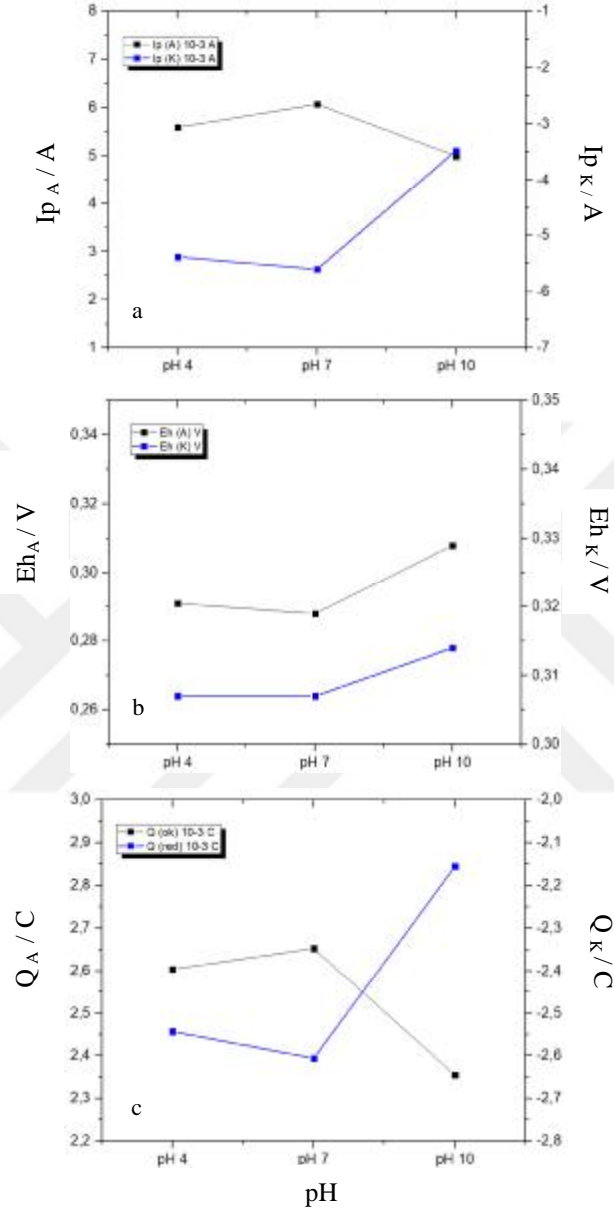 8
7
6
5
4
3
2
1
Ip A / A
Ip (A) 10-3 A
Ip (K) 10-3 A
-1
-2
-3
-4
-5
-6
-7
Ip K / A
a
pH 4 pH 7 pH 10
0,34
0,32
0,30
0,28
0,26
EhA / V
Eh (A) V
Eh (K) V
0,35
0,34
0,33
0,32
0,31
0,30
Eh K / V
b
pH 4 pH 7 pH 10
3,0
2,9
2,8
2,7
2,6
2,5
2,4
2,3
2,2
Q A / C
Q (ok) 10-3 C
Q (red) 10-3 C
-2,0
-2,1
-2,2
-2,3
-2,4
-2,5
-2,6
-2,7
-2,8
Q K / C
c
pH 4 pH 7 pH 10
pH